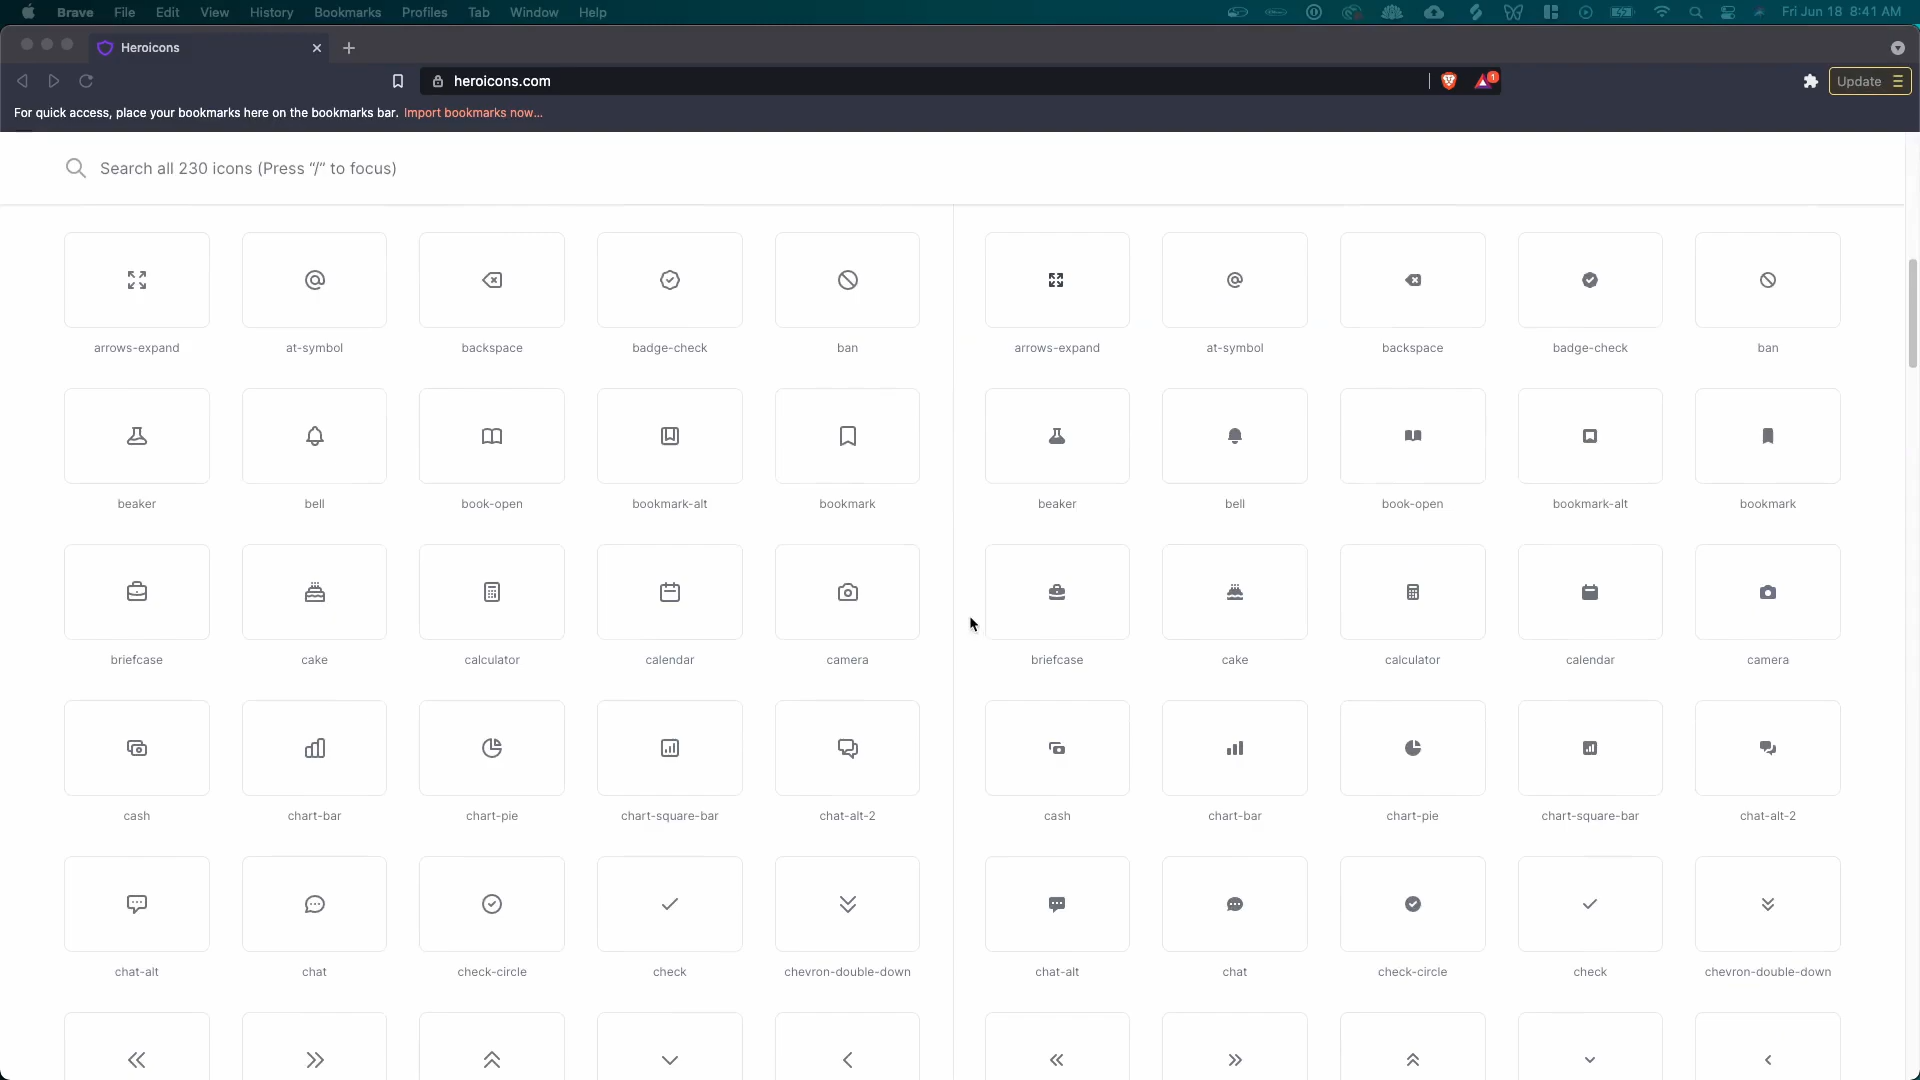 Brave File Edit View History Bookmarks Profiles Tab Window Help Fri Jun 18 8:41 AM
Heroicons
heroicons.com 1 Update
For quick access, place your bookmarks here on the bookmarks bar. Import bookmarks now...
Search all 230 icons (Press “/” to focus)
arrows-expand at-symbol backspace badge-check ban arrows-expand at-symbol backspace badge-check ban
beaker bell book-open bookmark-alt bookmark beaker bell book-open bookmark-alt bookmark
briefcase cake calculator calendar camera briefcase cake calculator calendar camera
cash chart-bar chart-pie chart-square-bar chat-alt-2 cash chart-bar chart-pie chart-square-bar chat-alt-2
chat-alt chat check-circle check chevron-double-down chat-alt chat check-circle check chevron-double-down